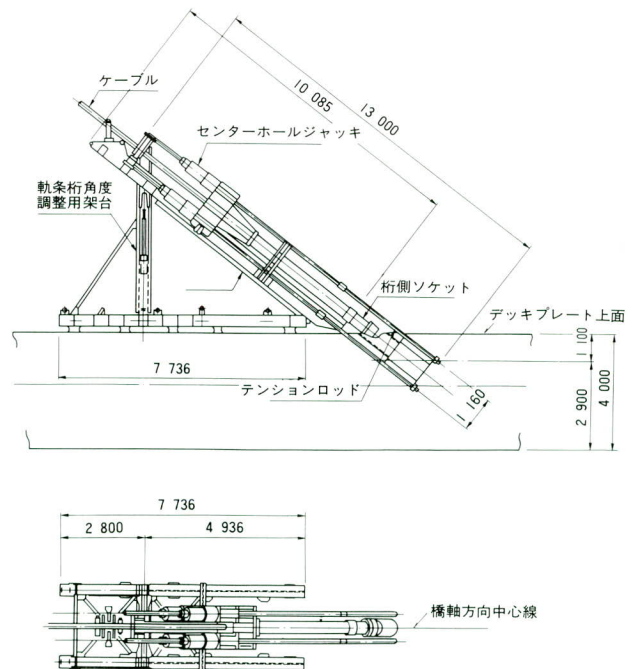 10 085
13 000
ケーブル
センターホールジャッキ
軌条桁角度
調整用架台
桁側ソケット
デッキプレート上面
1 100
7 736
テンションロッド
1 160
2 900
4 000
7 736
2 800
4 936
橋軸方向中心線